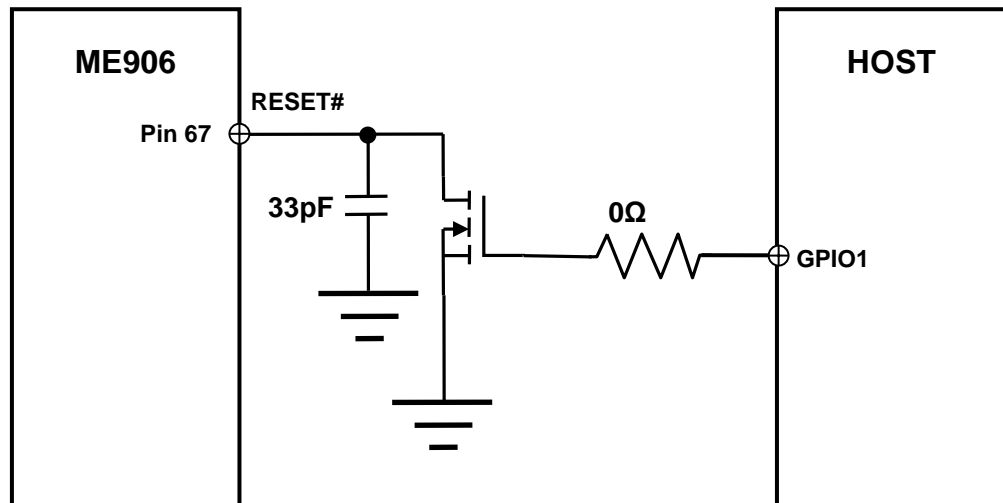 ME906
HOST
RESET#
Pin 67
33pF
0Ω
GPIO1